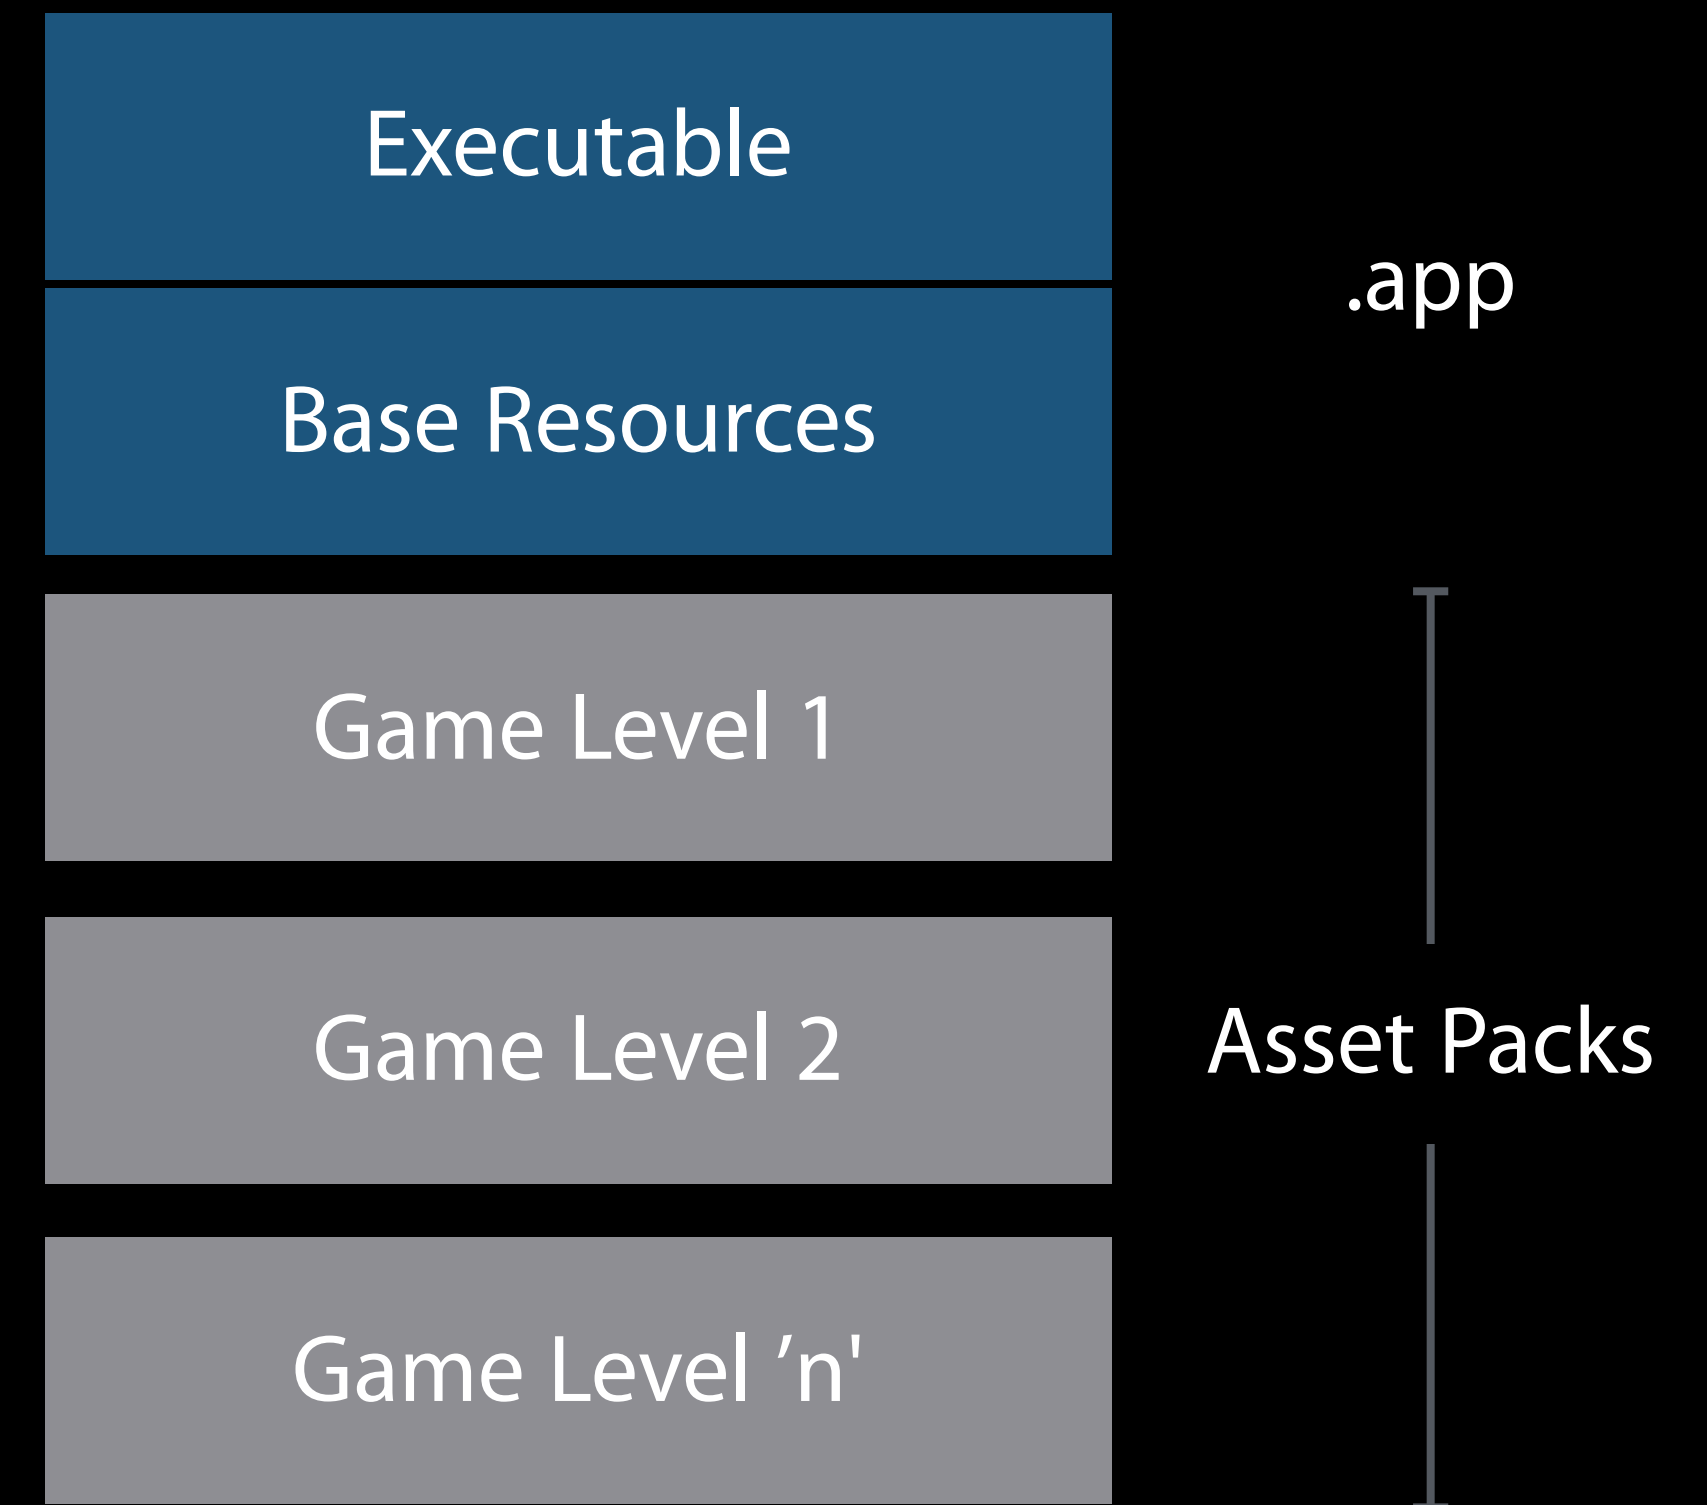 Executable
.app
Base Resources
Game Level 1
Game Level 2
Asset Packs
Game Level ’n'